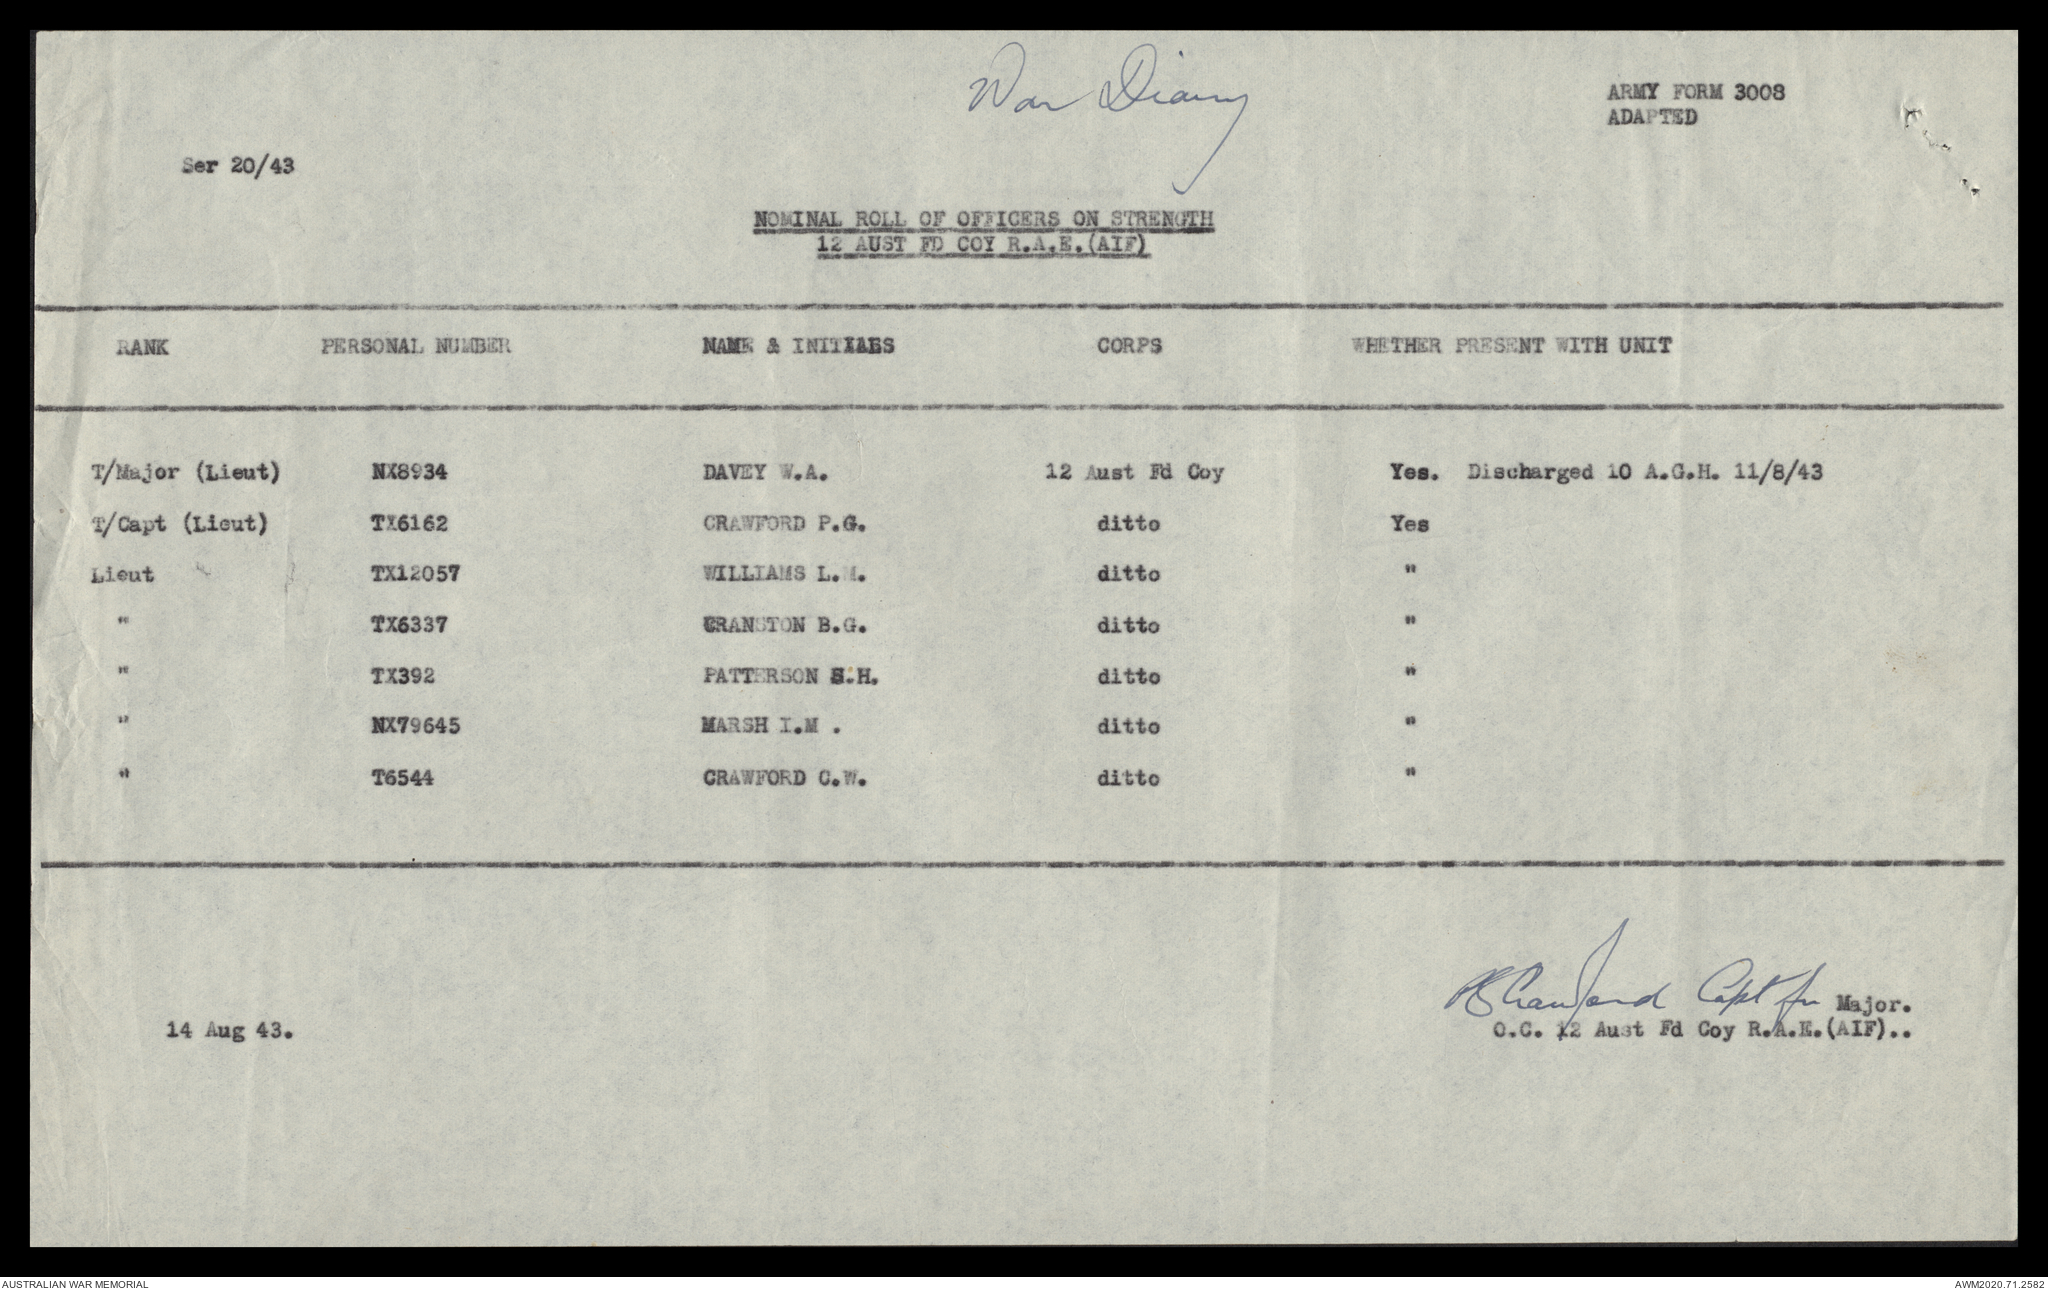 War Diary
ARMY FORM 3008
ADAPTED
Ser 20/43
NOMINAL ROLL OF OFFICERS ON STRENGTH
12 AUST FD COY R.A.E.(AIF)
RANK PERSONAL NUMBER NAME & INITIALS CORPS WHETHER PRESENT WITH UNIT
T/Major (Lieut) NX8934 DAVEY W.A. 12 Aust Fd Coy Yes. Discharged 10 A.G.H. 11/8/43
T/Capt (Lieut) TX6162 CRAWFORD P.G. ditto Yes
Lieut TX12057 WILLIAMS L.M. ditto "
" TX6337 CRANSTON B.G. ditto "
" TX392 PATTERSON S.H. ditto "
" NX79645 MARSH I.M . ditto "
" T6544 CRAWFORD C.W. ditto "
PGCrawford Capt for Major.
14 Aug 43. O.C. 12 Aust Fd Coy R.A.E.(AIF)..
AUSTRALIAN WAR MEMORIAL AWM2020.71.2582